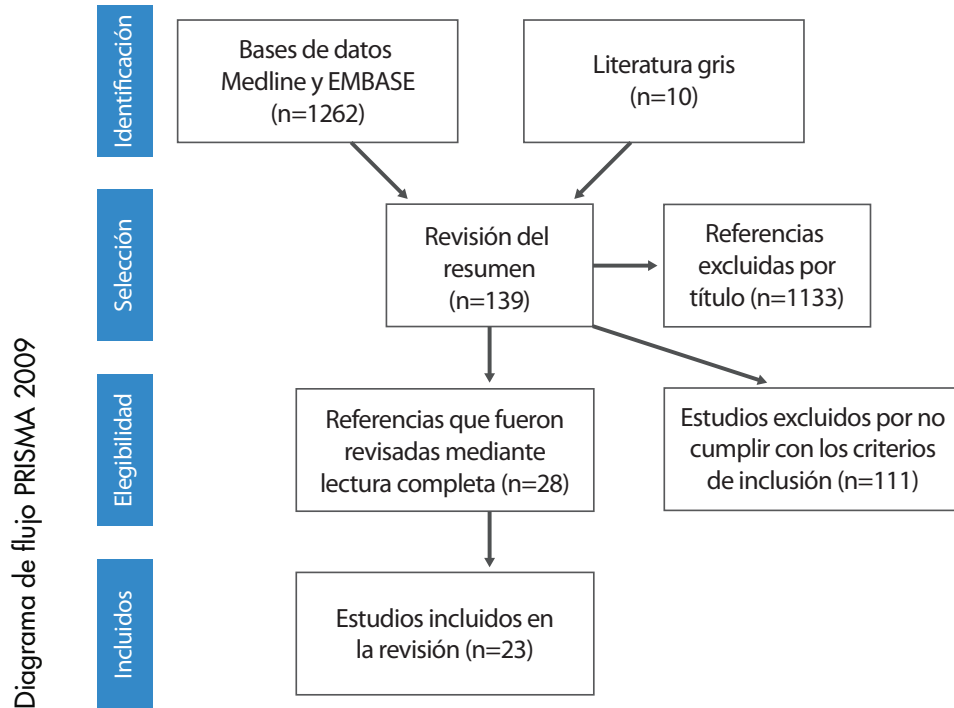 Diagrama de flujo PRISMA 2009
Identificación
Bases de datos
Medline y EMBASE
(n=1262)
Literatura gris
(n=10)
Selección
Revisión del
resumen
(n=139)
Referencias
excluidas por
título (n=1133)
Elegibilidad
Referencias que fueron
revisadas mediante
lectura completa (n=28)
Estudios excluidos por no
cumplir con los criterios
de inclusión (n=111)
Incluidos
Estudios incluidos en
la revisión (n=23)